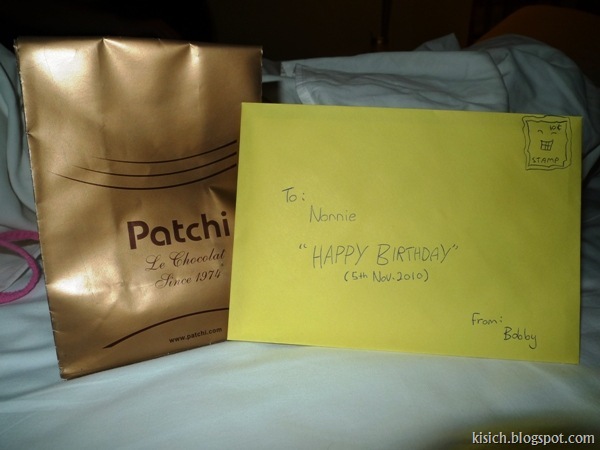 Patchi
Le Chocolat
Since 1974
www.patchi.com
10¢
STAMP
To:
Nonnie
"HAPPY BIRTHDAY"
(5th Nov. 2010)
From:
Bobby
kisich.blogspot.com